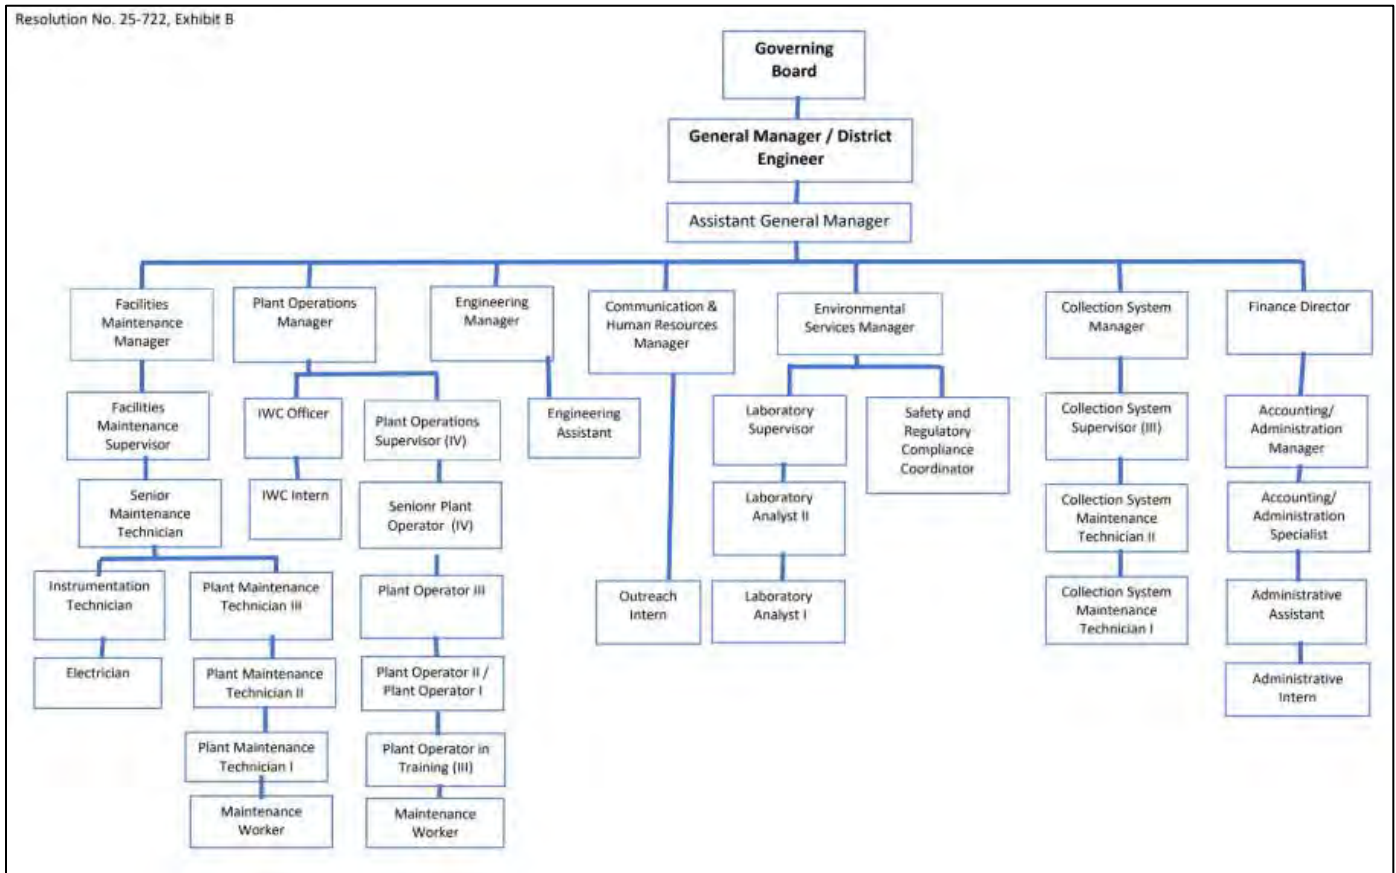 Resolution No. 25-722, Exhibit B
Governing
Board
General Manager / District
Engineer
Assistant General Manager
Facilities
Maintenance
Manager
Plant Operations
Manager
Engineering
Manager
Communication &
Human Resources
Manager
Environmental
Services Manager
Collection System
Manager
Finance Director
Facilities
Maintenance
Supervisor
IWC Officer
Plant Operations
Supervisor (IV)
Engineering
Assistant
Laboratory
Supervisor
Safety and
Regulatory
Compliance
Coordinator
Collection System
Supervisor (III)
Accounting/
Administration
Manager
Senior
Maintenance
Technician
IWC Intern
Senionr Plant
Operator (IV)
Laboratory
Analyst II
Collection System
Maintenance
Technician II
Accounting/
Administration
Specialist
Instrumentation
Technician
Plant Maintenance
Technician III
Plant Operator III
Outreach
Intern
Laboratory
Analyst I
Collection System
Maintenance
Technician I
Administrative
Assistant
Electrician
Plant Maintenance
Technician II
Plant Operator II /
Plant Operator I
Administrative
Intern
Plant Maintenance
Technician I
Plant Operator in
Training (III)
Maintenance
Worker
Maintenance
Worker